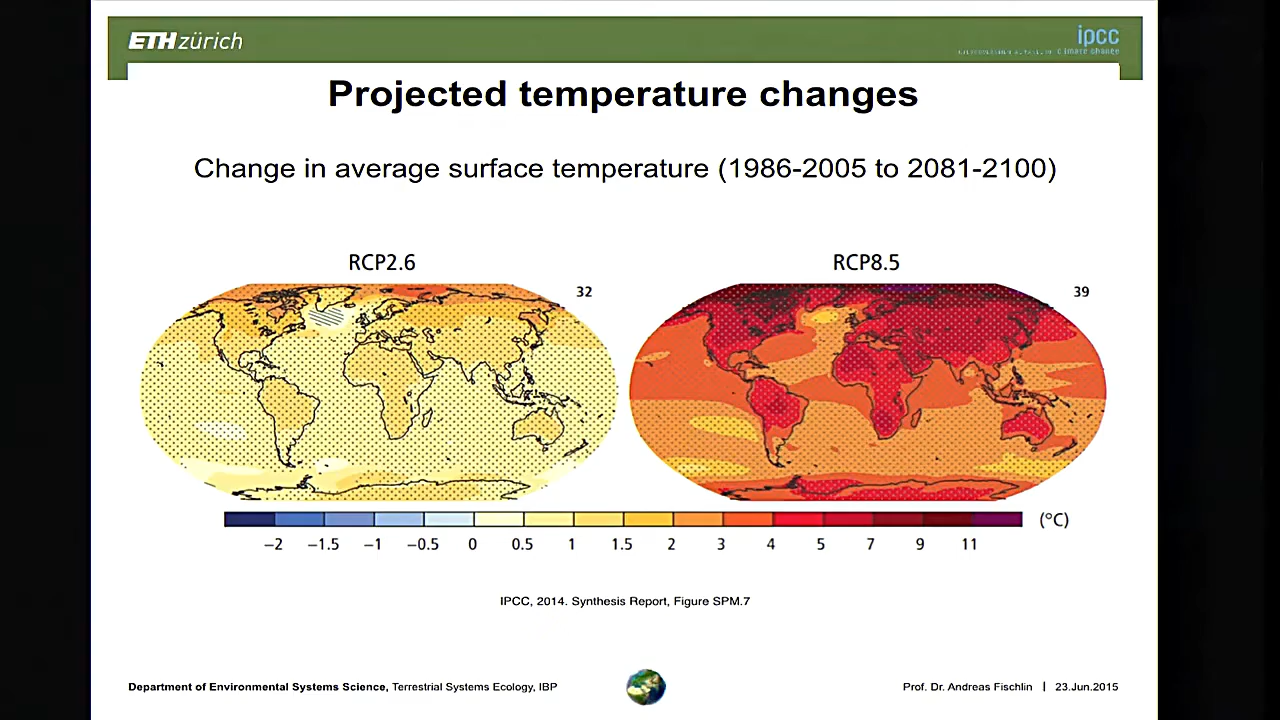 ETH zürich
ipcc
climate change
Projected temperature changes
Change in average surface temperature (1986-2005 to 2081-2100)
RCP2.6
RCP8.5
32
39
−2 −1.5 −1 −0.5 0 0.5 1 1.5 2 3 4 5 7 9 11 (°C)
IPCC, 2014. Synthesis Report, Figure SPM.7
Department of Environmental Systems Science, Terrestrial Systems Ecology, IBP
Prof. Dr. Andreas Fischlin | 23.Jun.2015